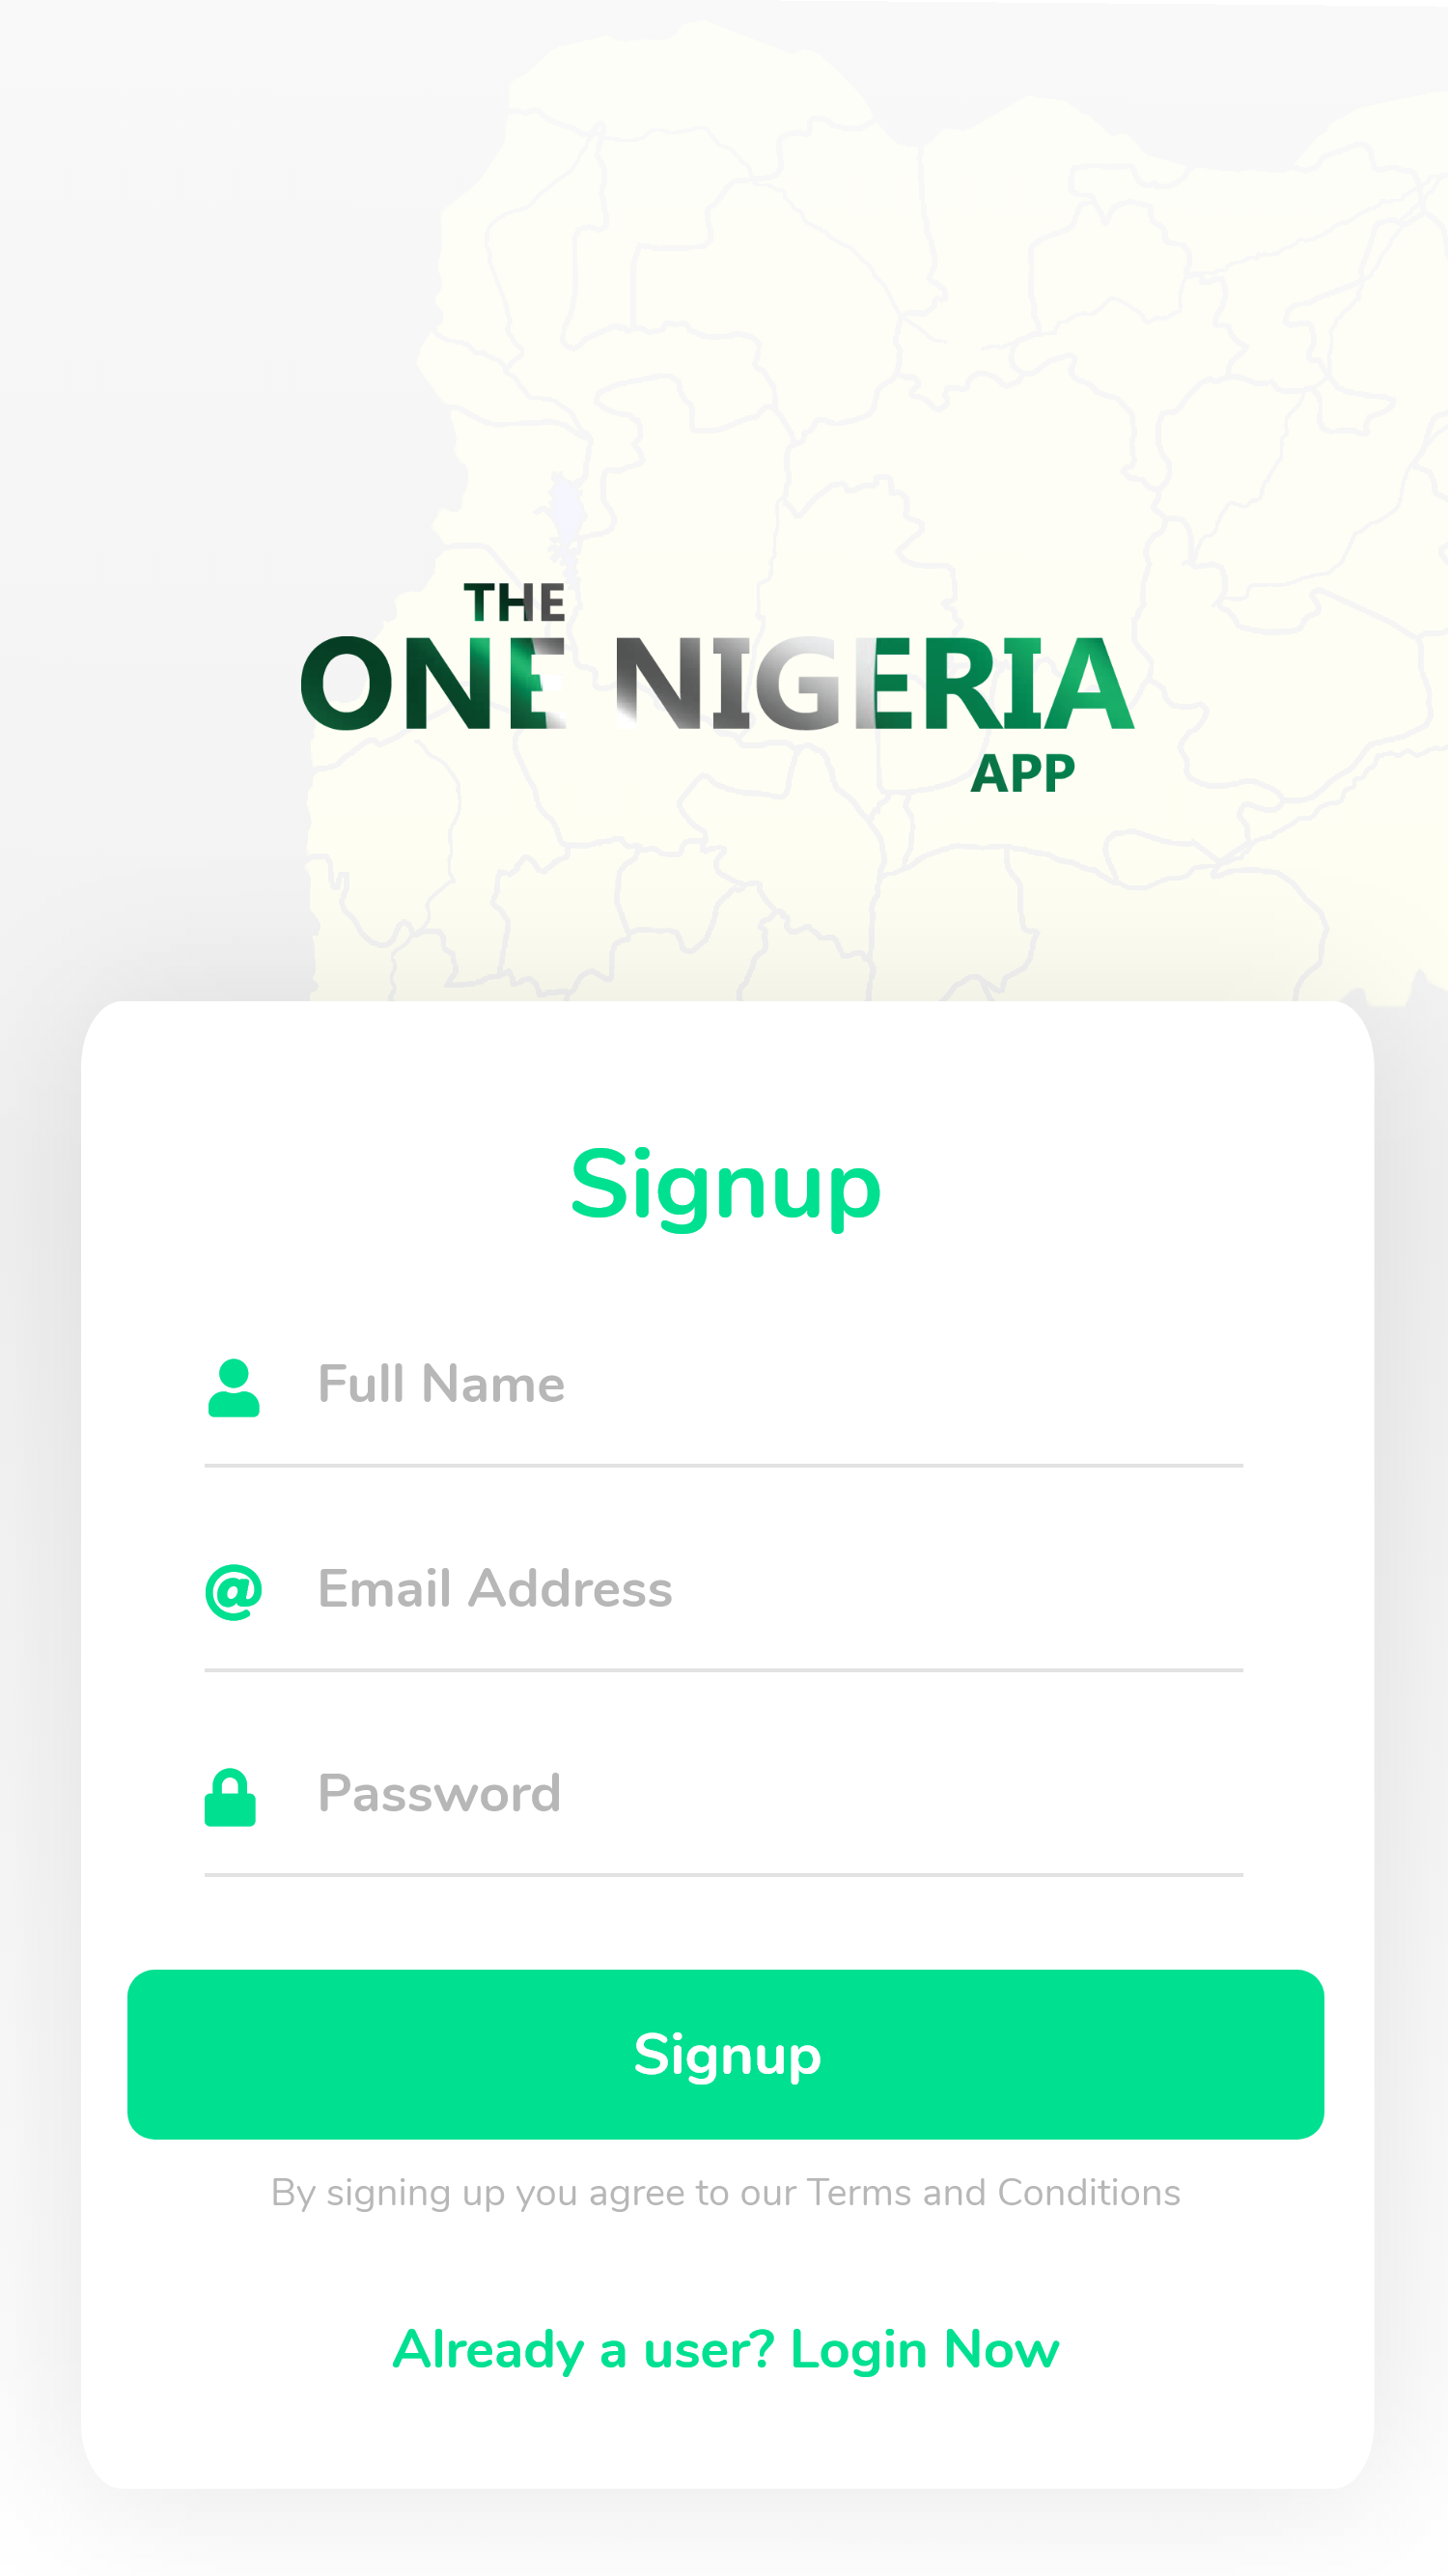 THE
ONE NIGERIA
APP
Signup
Full Name
@ Email Address
Password
Signup
By signing up you agree to our Terms and Conditions
Already a user? Login Now